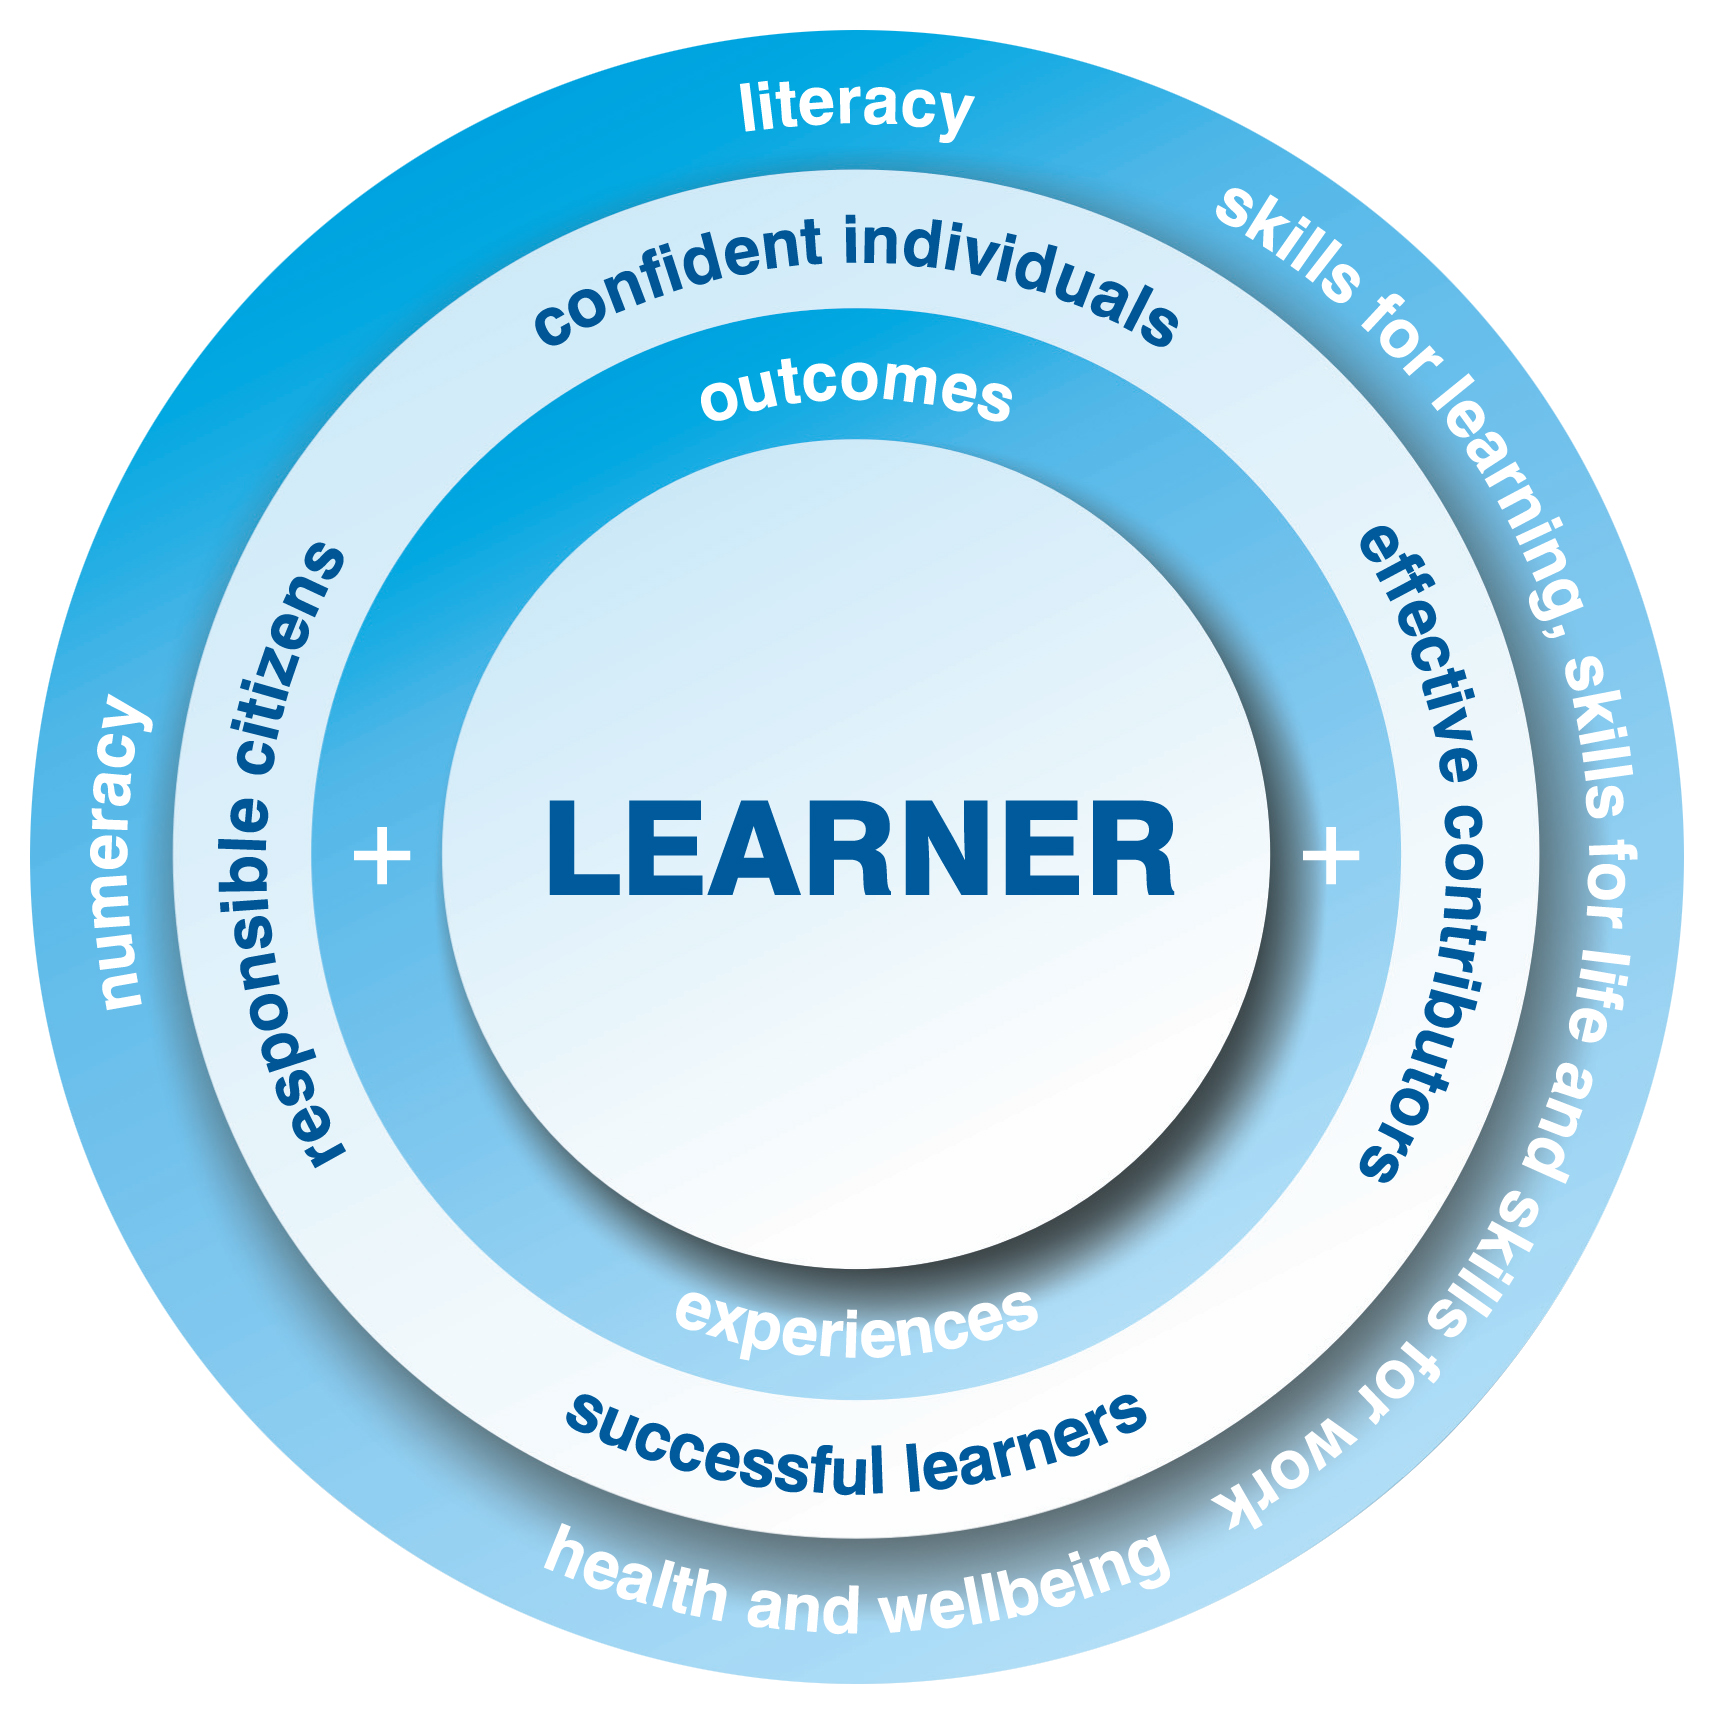 literacy
skills for learning, skills for life and skills for work
health and wellbeing
numeracy
confident individuals
effective contributors
successful learners
responsible citizens
outcomes
+
experiences
+
LEARNER